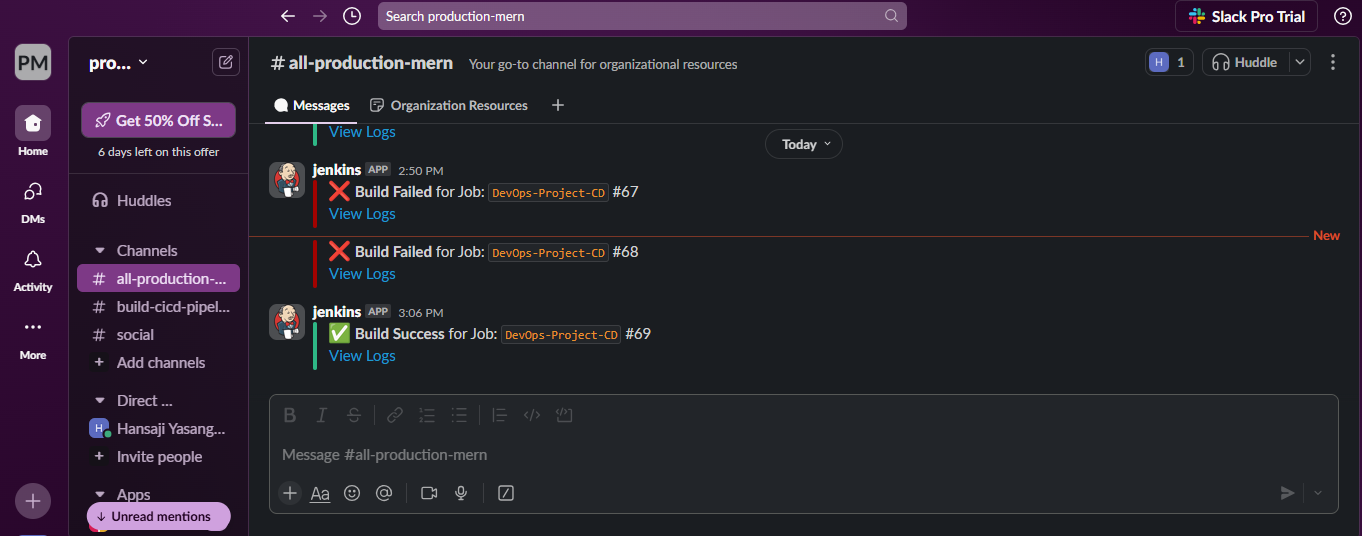 Search production-mern
Slack Pro Trial
PM
Home
DMs
Activity
More
pro...
Get 50% Off S...
6 days left on this offer
Huddles
Channels
# all-production-...
# build-cicd-pipel...
# social
+ Add channels
Direct ...
H Hansaji Yasang...
+ Invite people
Apps
↓ Unread mentions
# all-production-mern Your go-to channel for organizational resources
H 1
Huddle
Messages Organization Resources +
View Logs
Today
jenkins APP 2:50 PM
❌ Build Failed for Job: DevOps-Project-CD #67
View Logs
New
❌ Build Failed for Job: DevOps-Project-CD #68
View Logs
jenkins APP 3:06 PM
✅ Build Success for Job: DevOps-Project-CD #69
View Logs
B I S
Message #all-production-mern
+ Aa @